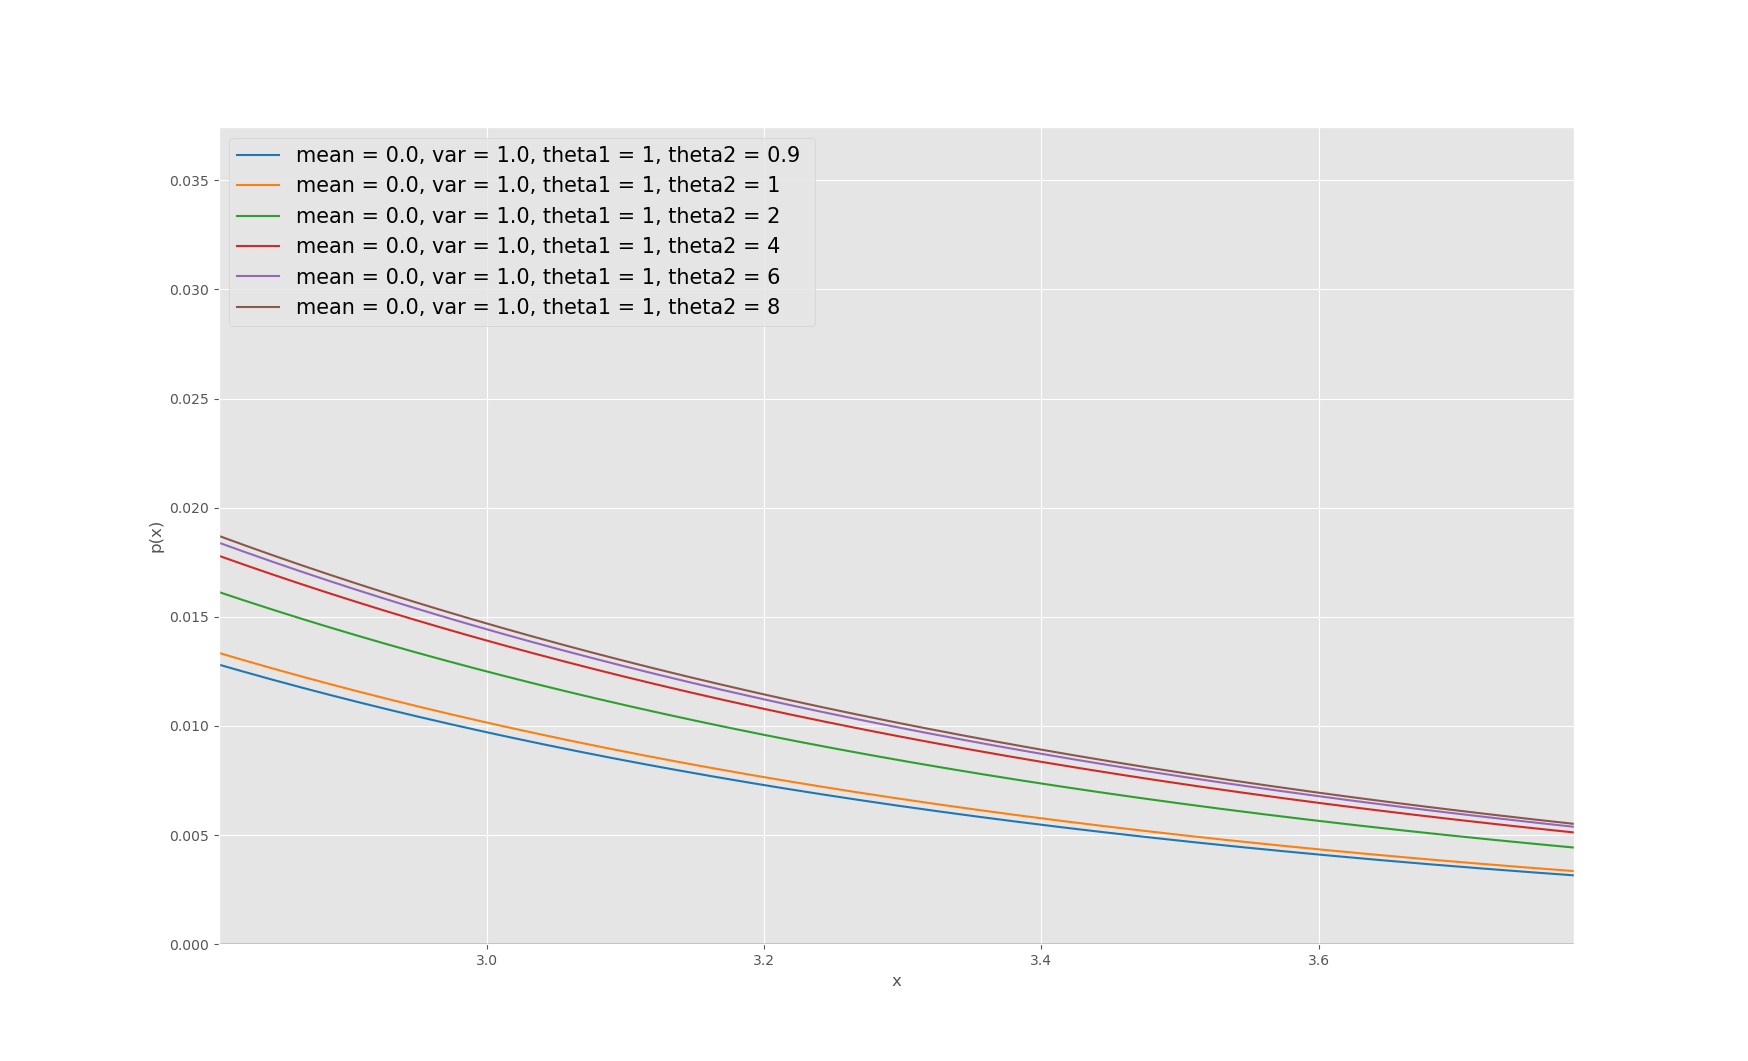 mean = 0.0, var = 1.0, theta1 = 1, theta2 = 0.9
mean = 0.0, var = 1.0, theta1 = 1, theta2 = 1
mean = 0.0, var = 1.0, theta1 = 1, theta2 = 2
mean = 0.0, var = 1.0, theta1 = 1, theta2 = 4
mean = 0.0, var = 1.0, theta1 = 1, theta2 = 6
mean = 0.0, var = 1.0, theta1 = 1, theta2 = 8
0.035
0.030
0.025
0.020
0.015
0.010
0.005
0.000
p(x)
3.0 3.2 3.4 3.6
x